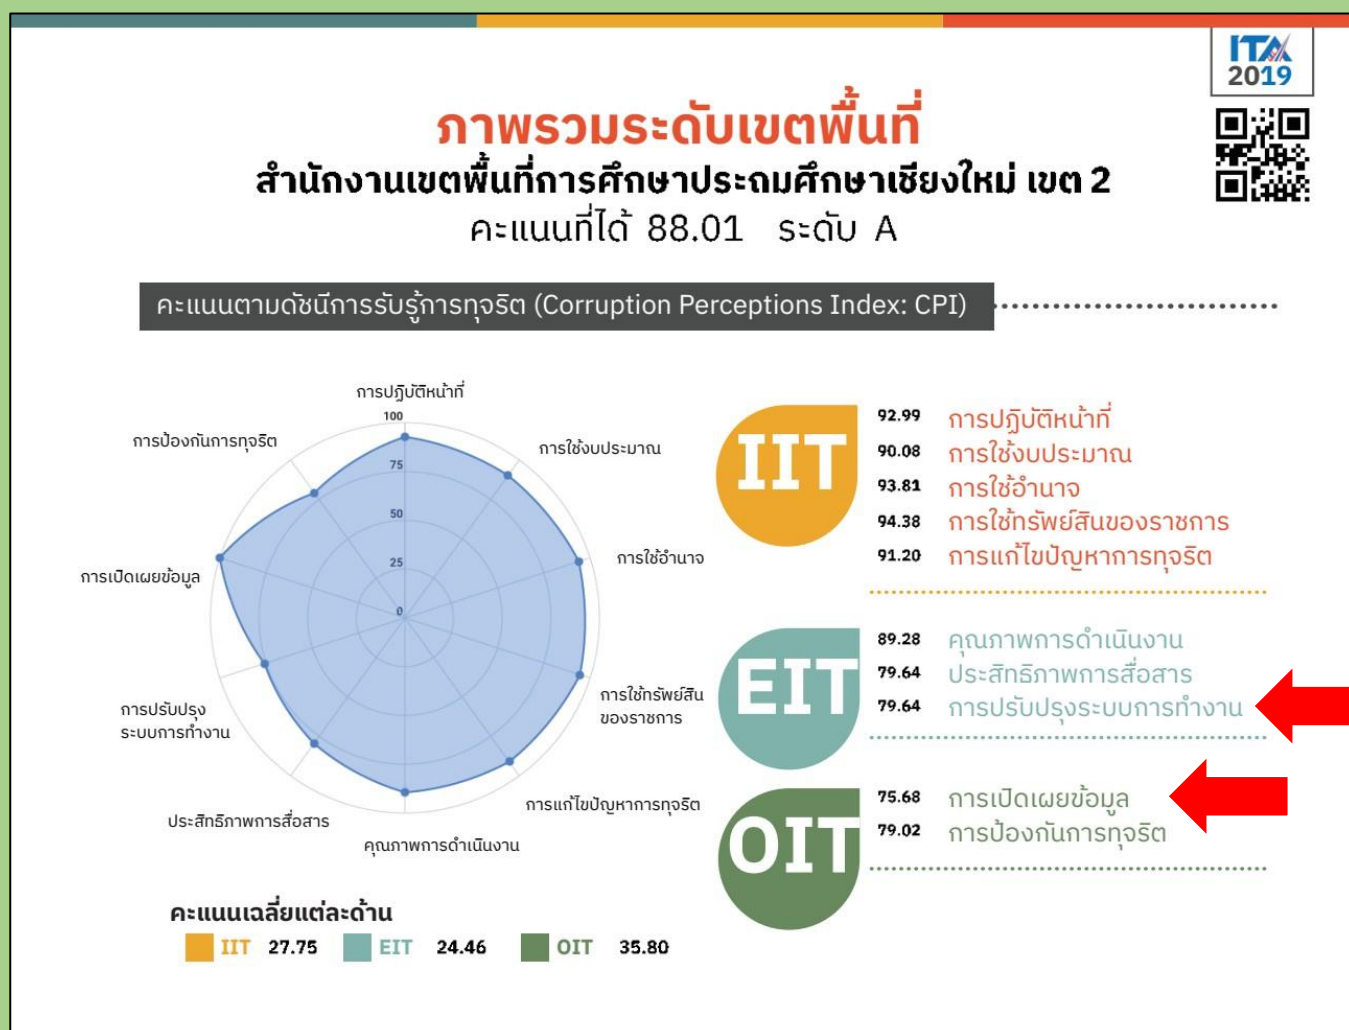 ITA
2019
ภาพรวมระดับเขตพื้นที่
สำนักงานเขตพื้นที่การศึกษาประถมศึกษาเชียงใหม่ เขต 2
คะแนนที่ได้ 88.01 ระดับ A
คะแนนตามดัชนีการรับรู้การทุจริต (Corruption Perceptions Index: CPI)
การปฏิบัติหน้าที่
100
การป้องกันการทุจริต
การใช้งบประมาณ
75
50
การใช้อำนาจ
25
การเปิดเผยข้อมูล
0
การใช้ทรัพย์สิน
ของราชการ
การปรับปรุง
ระบบการทำงาน
การแก้ไขปัญหาการทุจริต
ประสิทธิภาพการสื่อสาร
คุณภาพการดำเนินงาน
IIT
92.99 การปฏิบัติหน้าที่
90.08 การใช้งบประมาณ
93.81 การใช้อำนาจ
94.38 การใช้ทรัพย์สินของราชการ
91.20 การแก้ไขปัญหาการทุจริต
EIT
89.28 คุณภาพการดำเนินงาน
79.64 ประสิทธิภาพการสื่อสาร
79.64 การปรับปรุงระบบการทำงาน
OIT
75.68 การเปิดเผยข้อมูล
79.02 การป้องกันการทุจริต
คะแนนเฉลี่ยแต่ละด้าน
IIT 27.75 EIT 24.46 OIT 35.80